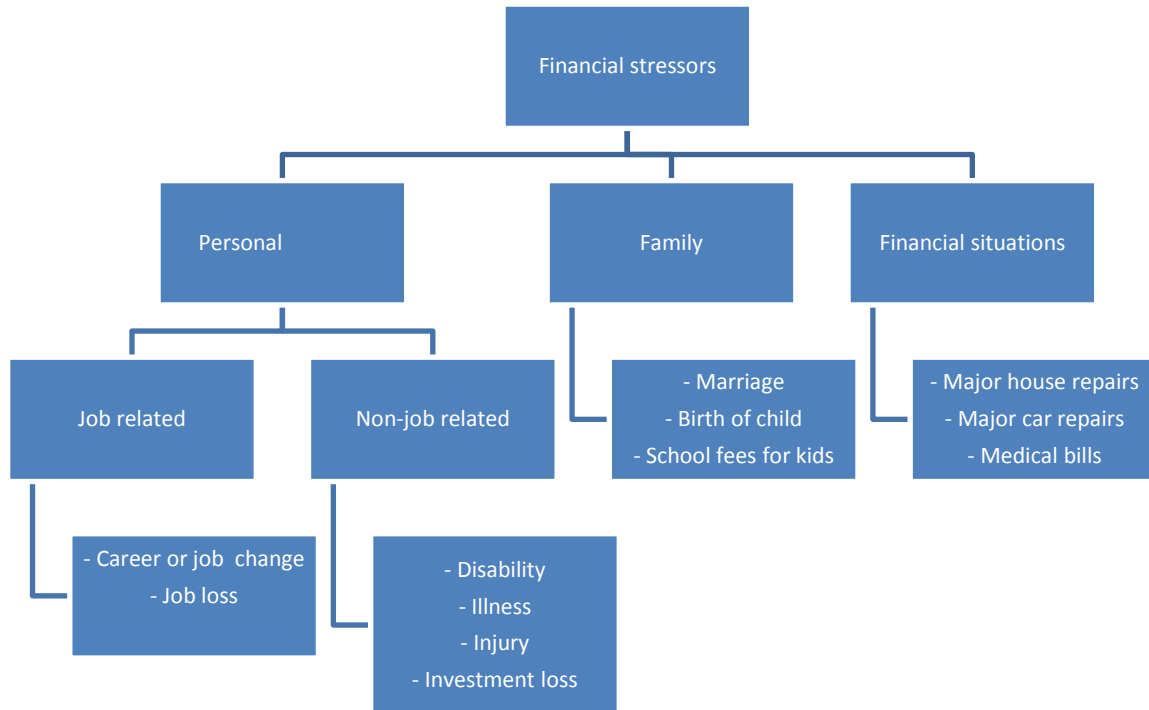 Financial stressors
Personal
Family
Financial situations
Job related
Non-job related
- Marriage
- Birth of child
- School fees for kids
- Major house repairs
- Major car repairs
- Medical bills
- Career or job change
- Job loss
- Disability
- Illness
- Injury
- Investment loss